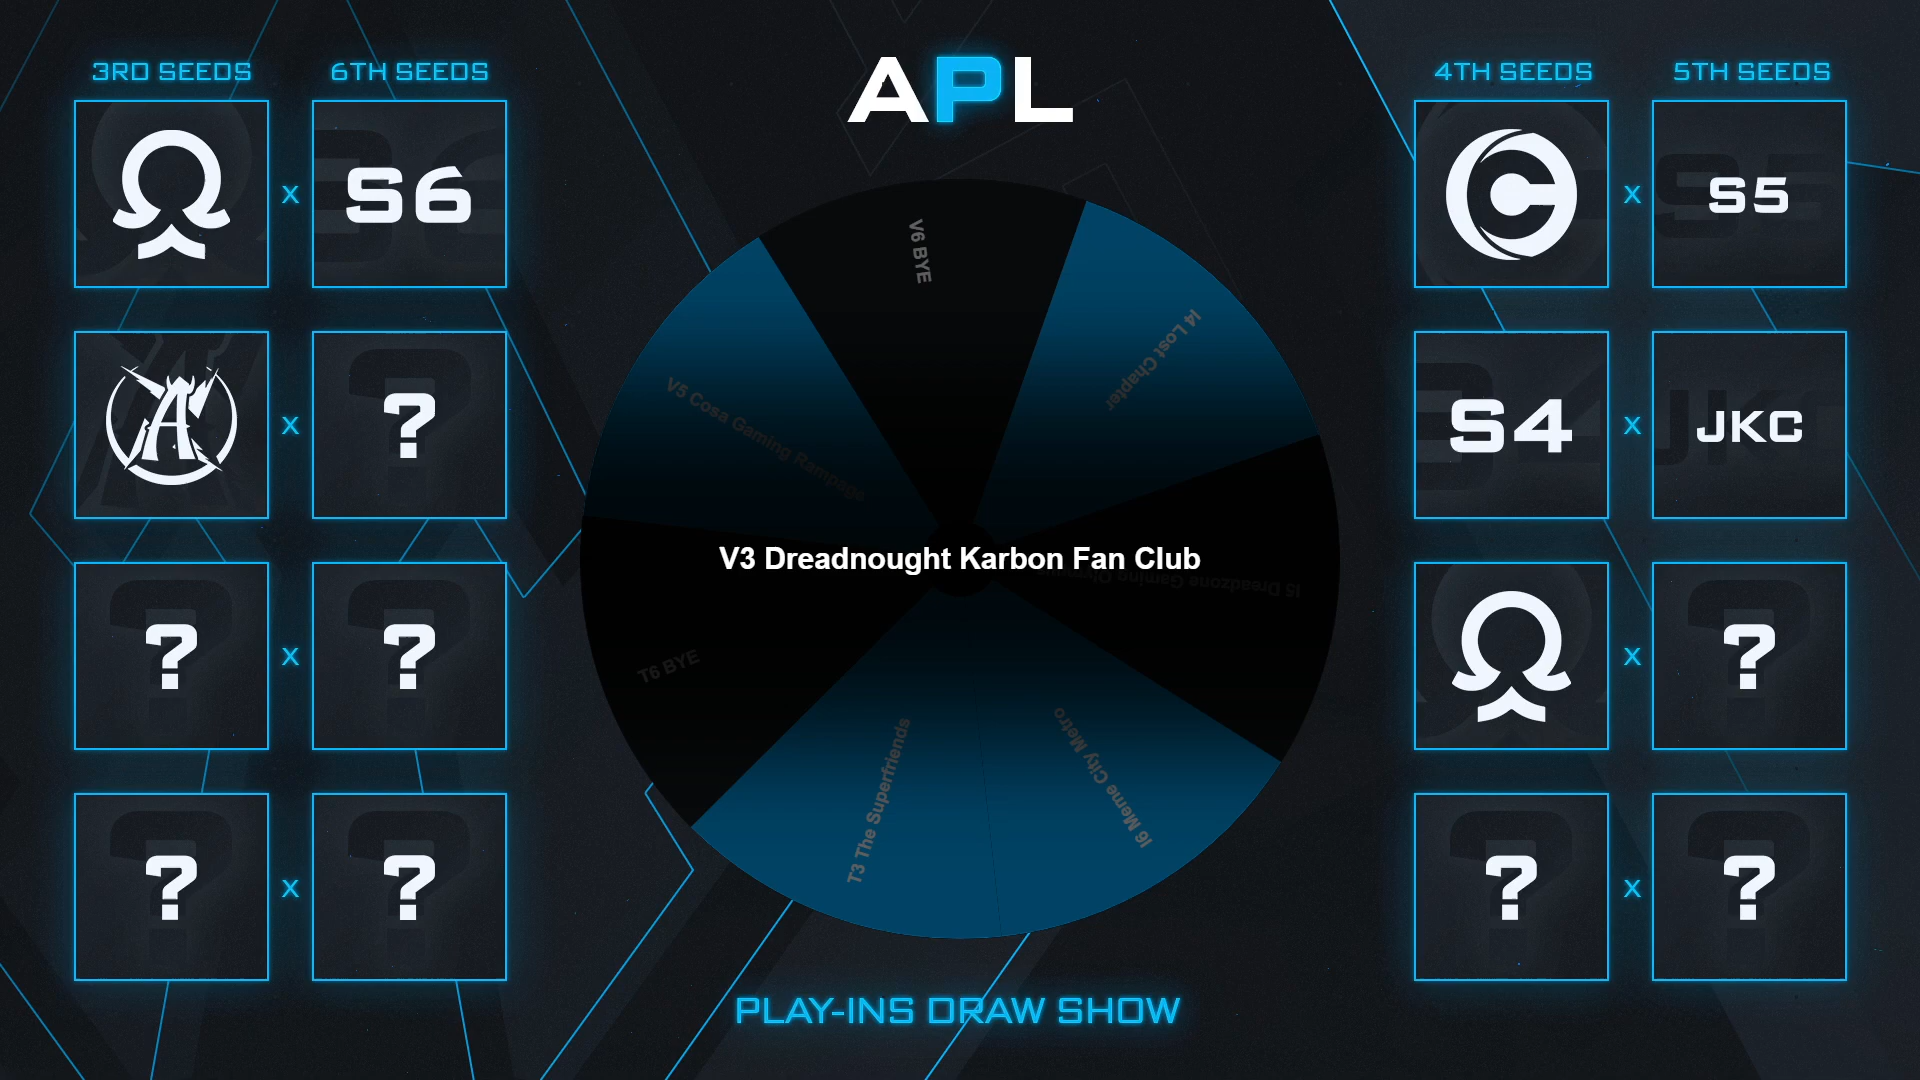 APL
3RD SEEDS
6TH SEEDS
4TH SEEDS
5TH SEEDS
X
S6
X
S5
X
?
S4
X
JKC
?
X
?
X
?
?
X
?
?
X
?
V6 BYE
I4 Lost Chapter
V5 Cosa Gaming Rampage
V3 Dreadnought Karbon Fan Club
I5 Dreadzone Gaming
T6 BYE
T3 The Superfriends
I6 Meme City Metro
PLAY-INS DRAW SHOW